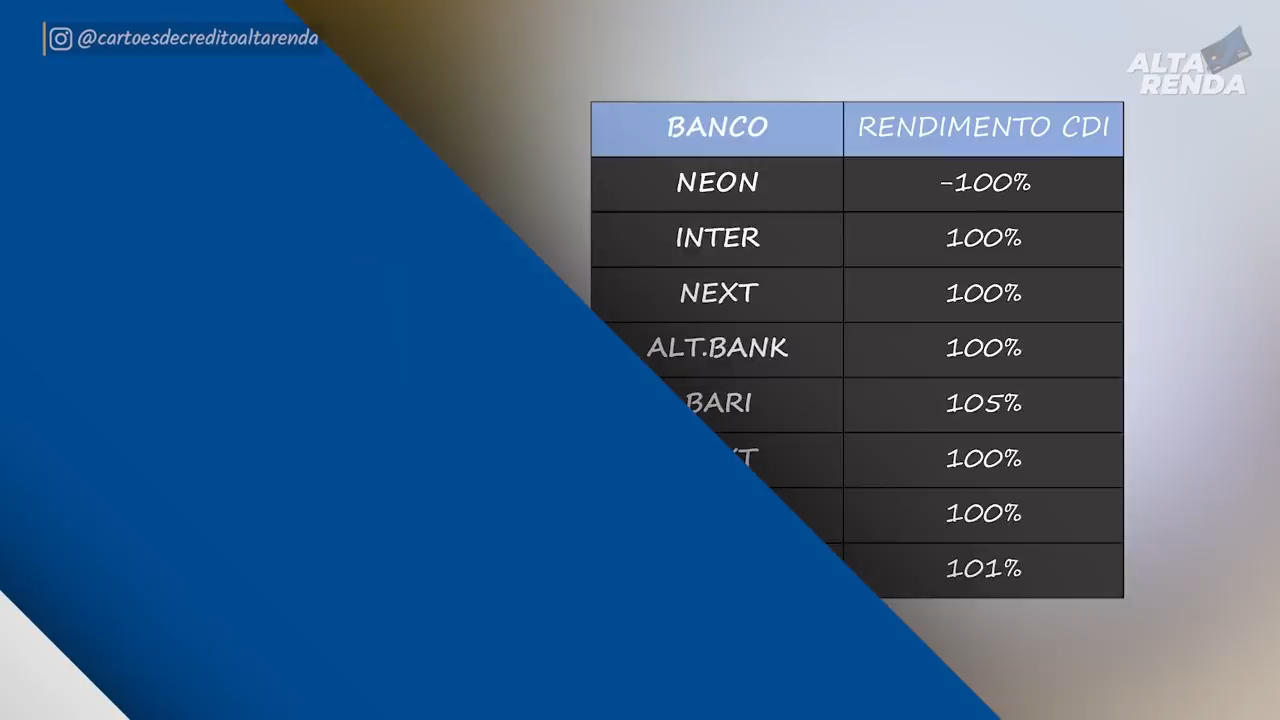 @cartoesdecreditoaltarenda
ALTA
RENDA
BANCO RENDIMENTO CDI
NEON -100%
INTER 100%
NEXT 100%
ALT.BANK 100%
BARI 105%
100%
100%
101%